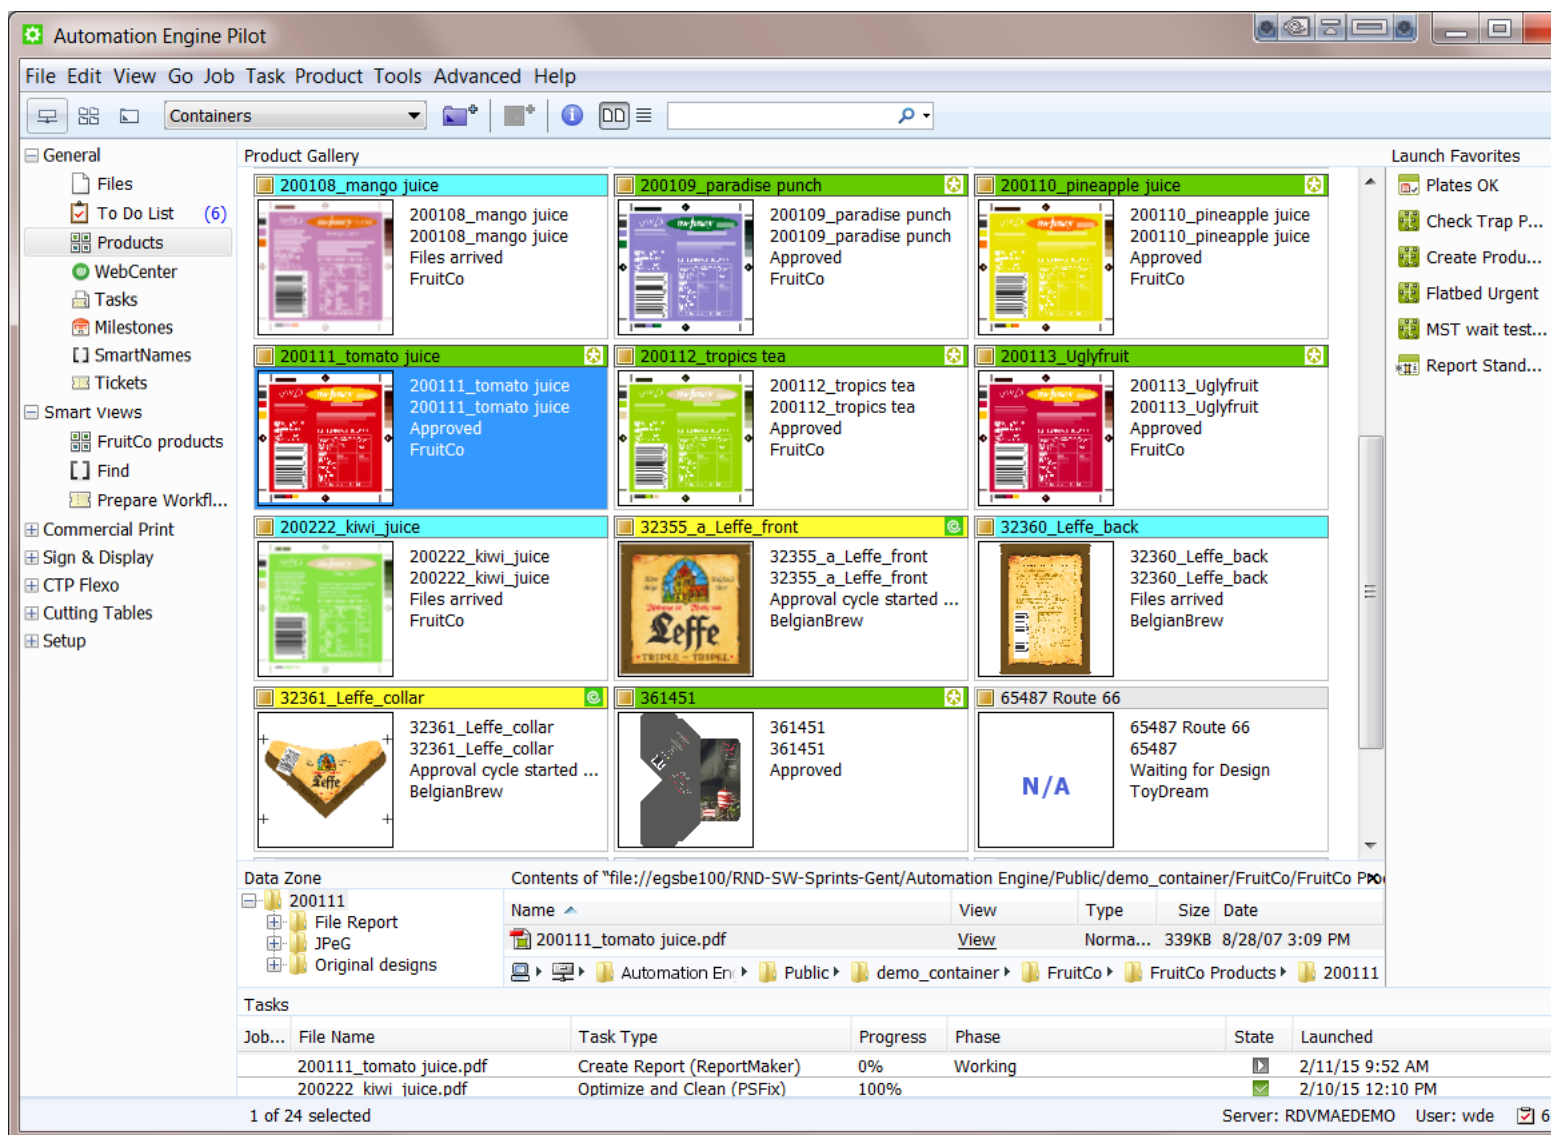 Automation Engine Pilot
File Edit View Go Job Task Product Tools Advanced Help
Containers
General
Files
To Do List (6)
Products
WebCenter
Tasks
Milestones
SmartNames
Tickets
Smart Views
FruitCo products
Find
Prepare Workfl...
Commercial Print
Sign & Display
CTP Flexo
Cutting Tables
Setup
Product Gallery
200108_mango juice
200108_mango juice
200108_mango juice
Files arrived
FruitCo
200109_paradise punch
200109_paradise punch
200109_paradise punch
Approved
FruitCo
200110_pineapple juice
200110_pineapple juice
200110_pineapple juice
Approved
FruitCo
200111_tomato juice
200111_tomato juice
200111_tomato juice
Approved
FruitCo
200112_tropics tea
200112_tropics tea
200112_tropics tea
Approved
FruitCo
200113_Uglyfruit
200113_Uglyfruit
200113_Uglyfruit
Approved
FruitCo
200222_kiwi_juice
200222_kiwi_juice
200222_kiwi_juice
Files arrived
FruitCo
32355_a_Leffe_front
Leffe
TRIPLE - TRIPEL
32355_a_Leffe_front
32355_a_Leffe_front
Approval cycle started ...
BelgianBrew
32360_Leffe_back
32360_Leffe_back
32360_Leffe_back
Files arrived
BelgianBrew
32361_Leffe_collar
Leffe
32361_Leffe_collar
32361_Leffe_collar
Approval cycle started ...
BelgianBrew
361451
361451
361451
Approved
65487 Route 66
N/A
65487 Route 66
65487
Waiting for Design
ToyDream
Launch Favorites
Plates OK
Check Trap P...
Create Produ...
Flatbed Urgent
MST wait test...
Report Stand...
Data Zone
200111
File Report
JPeG
Original designs
Contents of "file://egsbe100/RND-SW-Sprints-Gent/Automation Engine/Public/demo_container/FruitCo/FruitCo
Name View Type Size Date
200111_tomato juice.pdf View Norma... 339KB 8/28/07 3:09 PM
Automation En Public demo_container FruitCo FruitCo Products 200111
Tasks
Job... File Name Task Type Progress Phase State Launched
200111_tomato juice.pdf Create Report (ReportMaker) 0% Working 2/11/15 9:52 AM
200222_kiwi_juice.pdf Optimize and Clean (PSFix) 100% 2/10/15 12:10 PM
1 of 24 selected
Server: RDVMAEDEMO User: wde 6